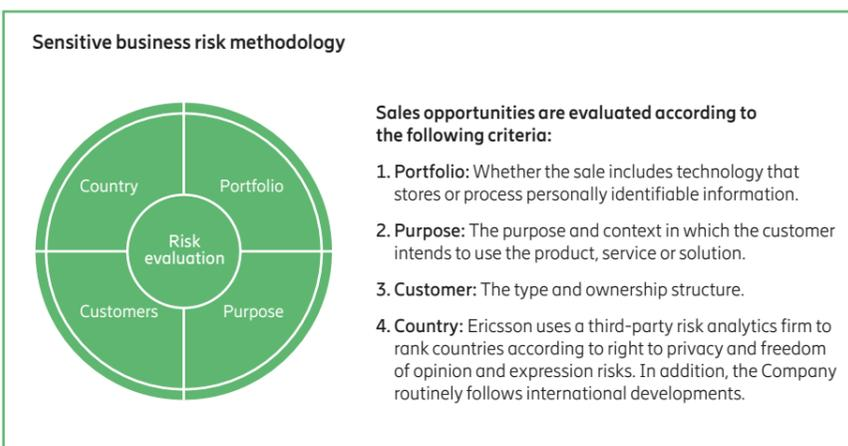 Sensitive business risk methodology
Country
Portfolio
Risk
evaluation
Customers
Purpose
Sales opportunities are evaluated according to
the following criteria:
1. Portfolio: Whether the sale includes technology that
stores or process personally identifiable information.
2. Purpose: The purpose and context in which the customer
intends to use the product, service or solution.
3. Customer: The type and ownership structure.
4. Country: Ericsson uses a third-party risk analytics firm to
rank countries according to right to privacy and freedom
of opinion and expression risks. In addition, the Company
routinely follows international developments.